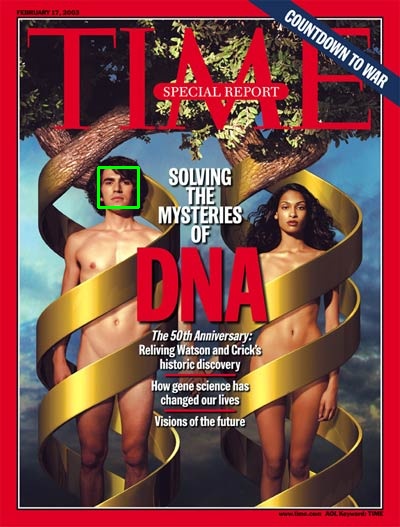 FEBRUARY 17, 2003
COUNTDOWN TO WAR
TIME
SPECIAL REPORT
SOLVING
THE
MYSTERIES
OF
DNA
The 50th Anniversary:
Reliving Watson and Crick's
historic discovery
How gene science has
changed our lives
Visions of the future
www.time.com AOL Keyword: TIME